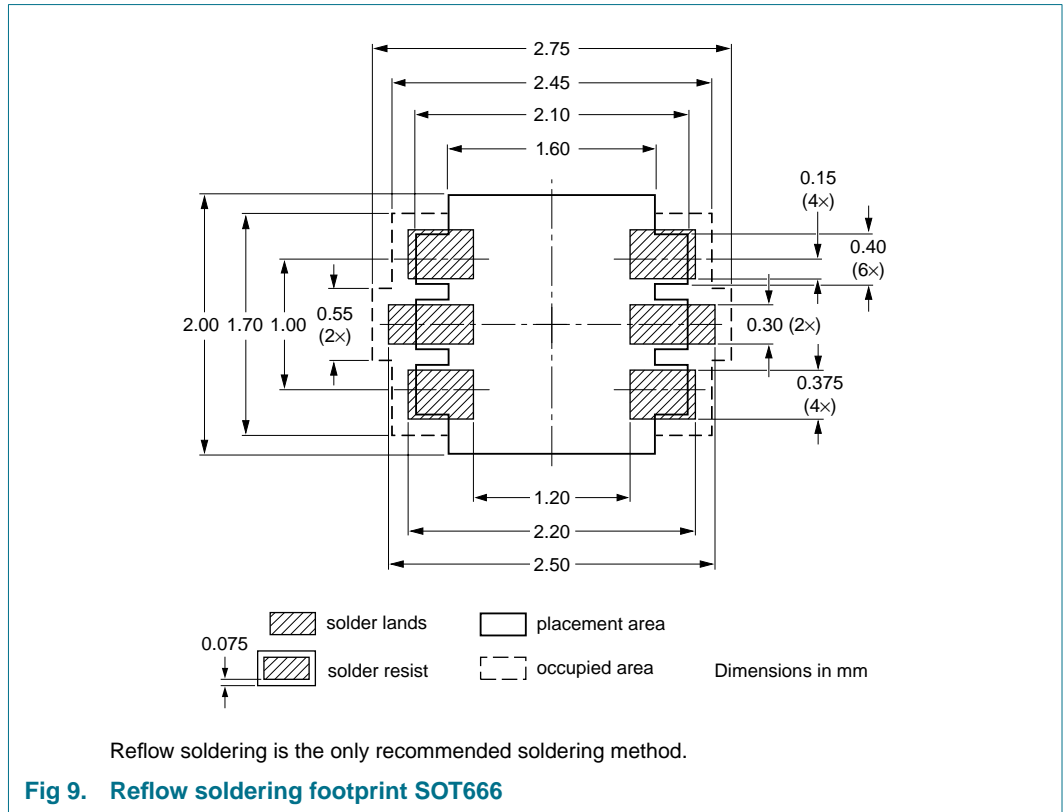 2.75
2.45
2.10
1.60
0.15
(4×)
0.40
(6×)
2.00
1.70
1.00
0.55
(2×)
0.30 (2×)
0.375
(4×)
1.20
2.20
2.50
solder lands
placement area
0.075
solder resist
occupied area
Dimensions in mm
Reflow soldering is the only recommended soldering method.
Fig 9. Reflow soldering footprint SOT666